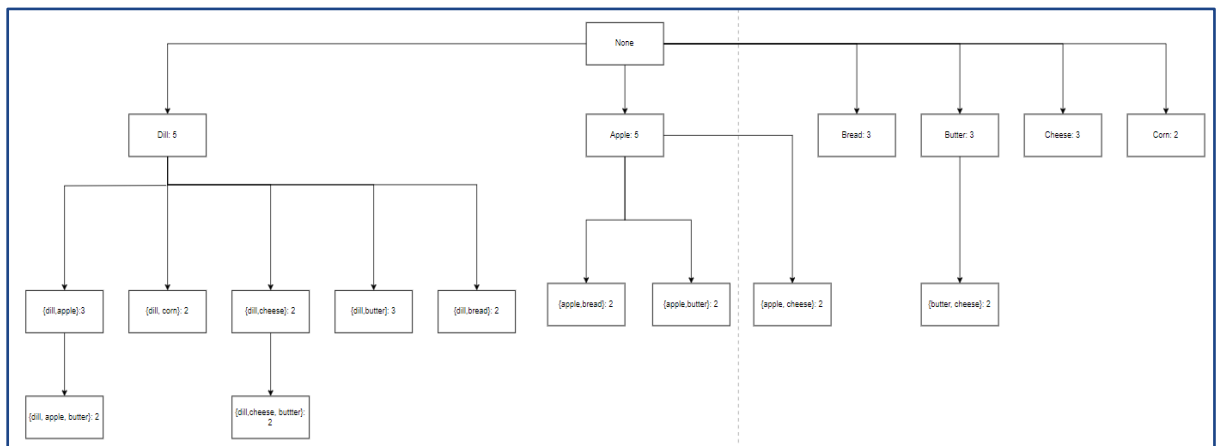 None
Dill: 5
Apple: 5
Bread: 3
Butter: 3
Cheese: 3
Corn: 2
{dill,apple}:3
{dill, corn}: 2
{dill,cheese}: 2
{dill,butter}: 3
{dill,bread}: 2
{apple,bread}: 2
{apple,butter}: 2
{apple, cheese}: 2
{butter, cheese}: 2
{dill, apple, butter}: 2
{dill,cheese, buttter}:
2